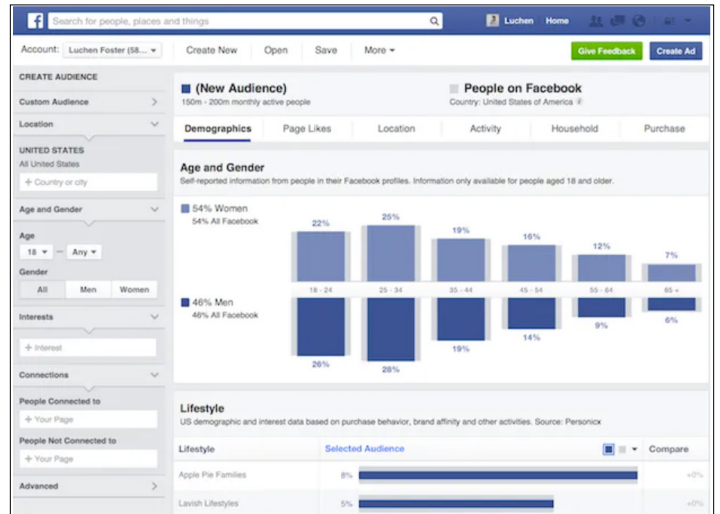 f
Search for people, places and things
Luchen Home
Account: Luchen Foster (58... Create New Open Save More Give Feedback Create Ad
CREATE AUDIENCE
Custom Audience
Location
UNITED STATES
All United States
+ Country or city
Age and Gender
Age
18 — Any
Gender
All Men Women
Interests
+ Interest
Connections
People Connected to
+ Your Page
People Not Connected to
+ Your Page
Advanced
(New Audience)
150m - 200m monthly active people
People on Facebook
Country: United States of America
Demographics Page Likes Location Activity Household Purchase
Age and Gender
Self-reported information from people in their Facebook profiles. Information only available for people aged 18 and older.
54% Women
54% All Facebook
22% 25% 19% 16% 12% 7%
18 - 24 25 - 34 35 - 44 45 - 54 55 - 64 65 +
46% Men
46% All Facebook
26% 28% 19% 14% 9% 6%
Lifestyle
US demographic and interest data based on purchase behavior, brand affinity and other activities. Source: Personicx
Lifestyle Selected Audience Compare
Apple Pie Families 8% +0%
Lavish Lifestyles 5% +0%